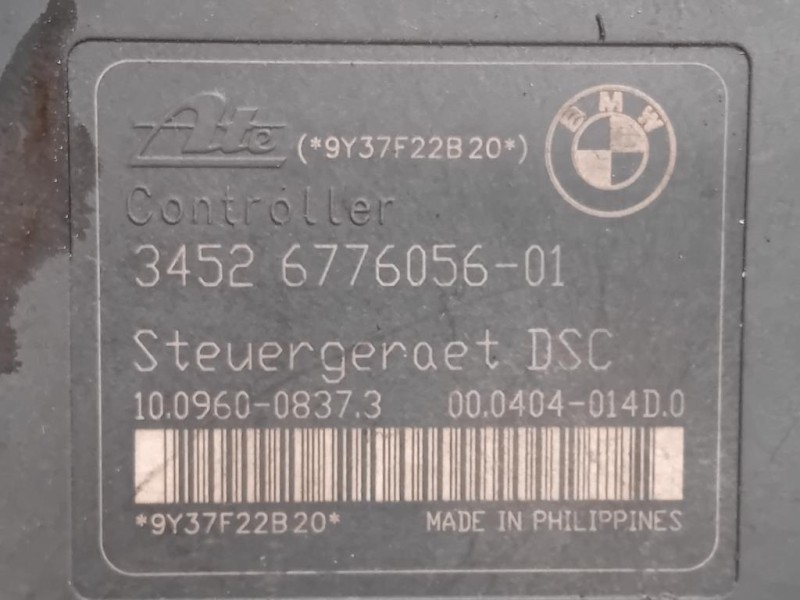 Ate (*9Y37F22B20*)
BMW
Controller
3452 6776056-01
Steuergeraet DSC
10.0960-0837.3 00.0404-014D.0
*9Y37F22B20* MADE IN PHILIPPINES